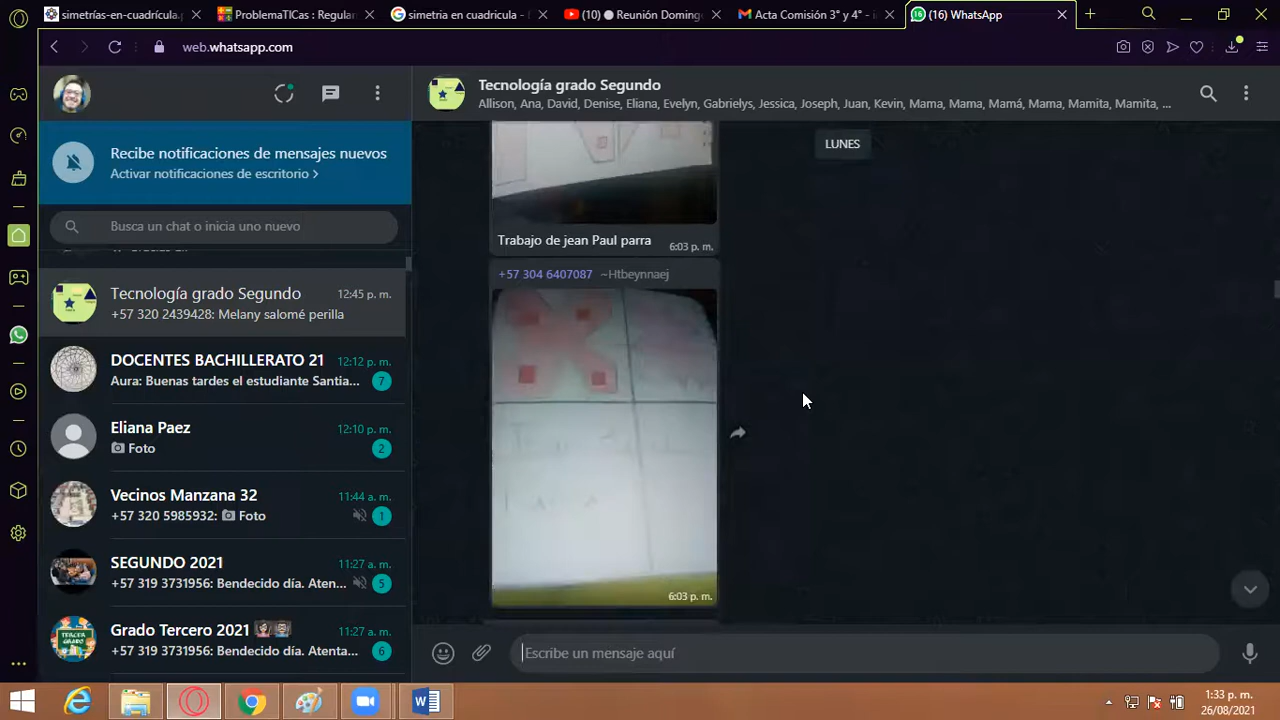 simetrías-en-cuadrícula.p
ProblemaTICas : Regular
simetria en cuadricula -
(10) Reunión Doming
Acta Comisión 3° y 4° - i
(16) WhatsApp
web.whatsapp.com
Tecnología grado Segundo
Allison, Ana, David, Denise, Eliana, Evelyn, Gabrielys, Jessica, Joseph, Juan, Kevin, Mama, Mama, Mamá, Mama, Mamita, Mamita, ...
Recibe notificaciones de mensajes nuevos
Activar notificaciones de escritorio >
Busca un chat o inicia uno nuevo
Tecnología grado Segundo 12:45 p. m.
+57 320 2439428: Melany salomé perilla
DOCENTES BACHILLERATO 21 12:12 p. m.
Aura: Buenas tardes el estudiante Santia... 7
Eliana Paez 12:10 p. m.
Foto 2
Vecinos Manzana 32 11:44 a. m.
+57 320 5985932: Foto 1
SEGUNDO 2021 11:27 a. m.
+57 319 3731956: Bendecido día. Aten... 5
Grado Tercero 2021 11:27 a. m.
+57 319 3731956: Bendecido día. Atenta... 6
LUNES
Trabajo de jean Paul parra 6:03 p. m.
+57 304 6407087 ~Htbeynnaej
6:03 p. m.
Escribe un mensaje aquí
1:33 p. m.
26/08/2021